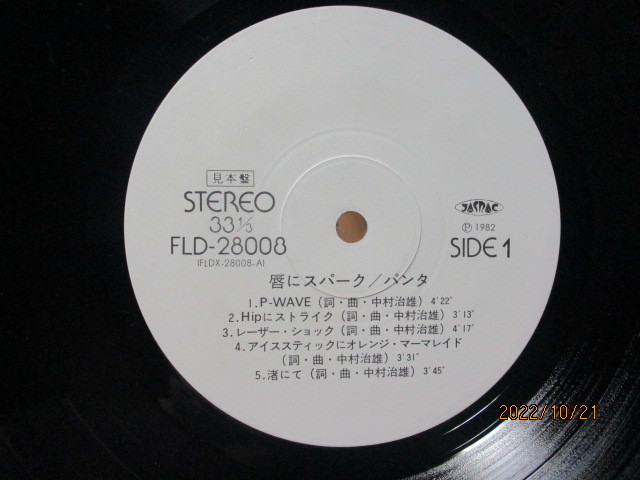 見本盤
STEREO
33 1/3
FLD-28008
(FLDX-28008-A)
JASRAC
Ⓟ 1982
SIDE 1
唇にスパーク/パンタ
1.P-WAVE(詞・曲・中村治雄)4'22"
2.Hipにストライク(詞・曲・中村治雄)3'13"
3.レーザー・ショック(詞・曲・中村治雄)4'17"
4.アイススティックにオレンジ・マーマレイド
(詞・曲・中村治雄)3'31"
5.渚にて(詞・曲・中村治雄)3'45"
2022/10/21